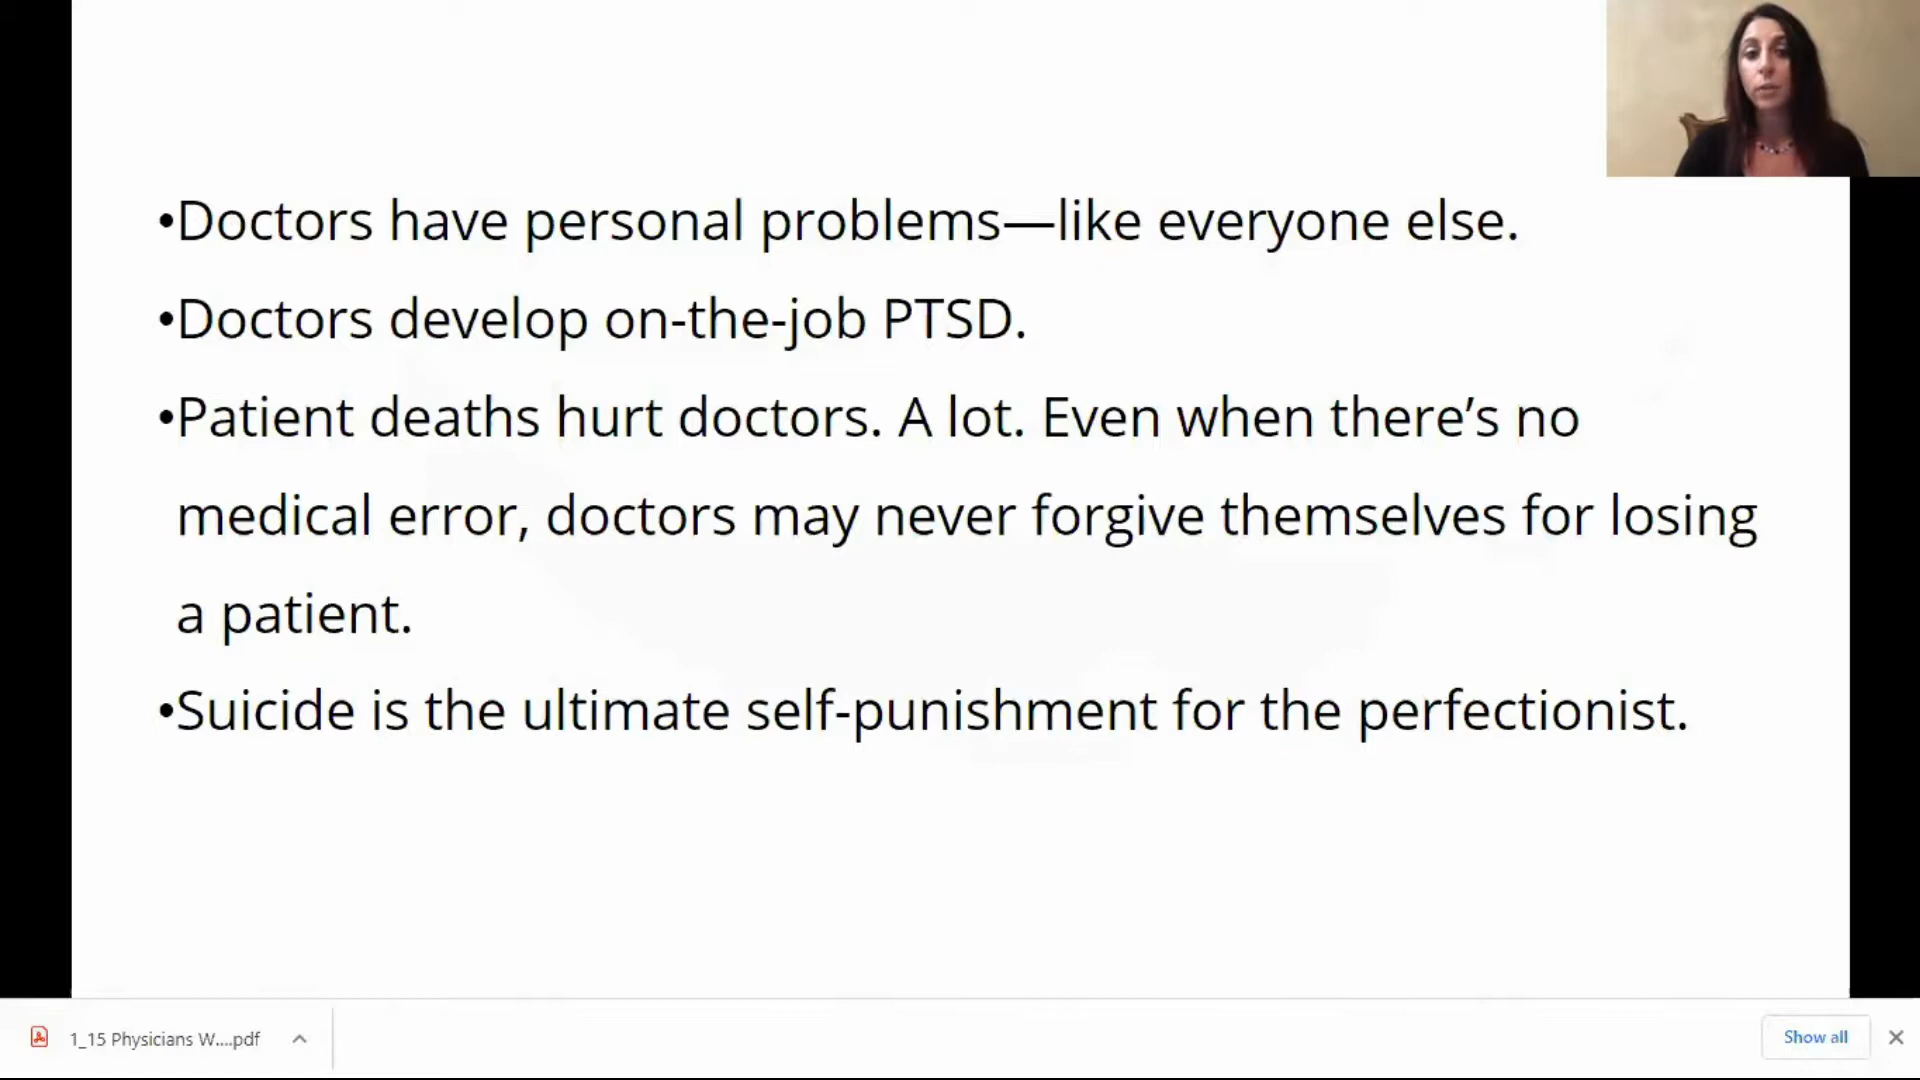 •Doctors have personal problems—like everyone else.
•Doctors develop on-the-job PTSD.
•Patient deaths hurt doctors. A lot. Even when there’s no
medical error, doctors may never forgive themselves for losing
a patient.
•Suicide is the ultimate self-punishment for the perfectionist.
1_15 Physicians W....pdf
Show all